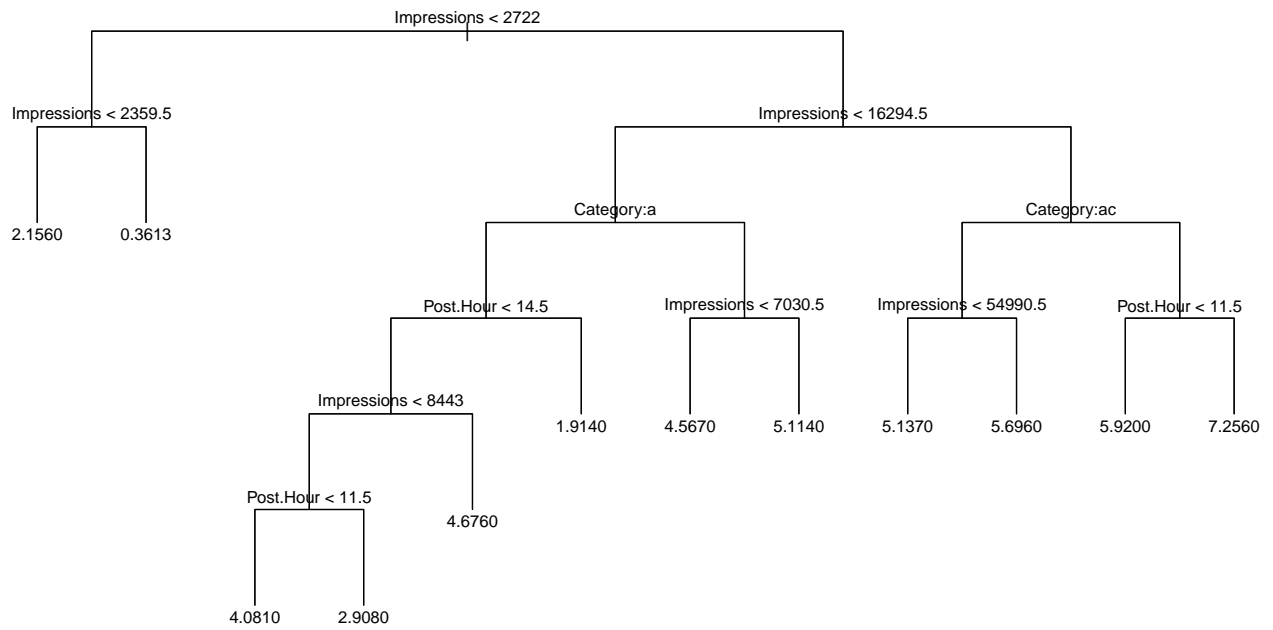 Impressions < 2722
Impressions < 2359.5
Impressions < 16294.5
Category:a
Category:ac
2.1560
0.3613
Post.Hour < 14.5
Impressions < 7030.5
Impressions < 54990.5
Post.Hour < 11.5
Impressions < 8443
1.9140
4.5670
5.1140
5.1370
5.6960
5.9200
7.2560
Post.Hour < 11.5
4.6760
4.0810
2.9080